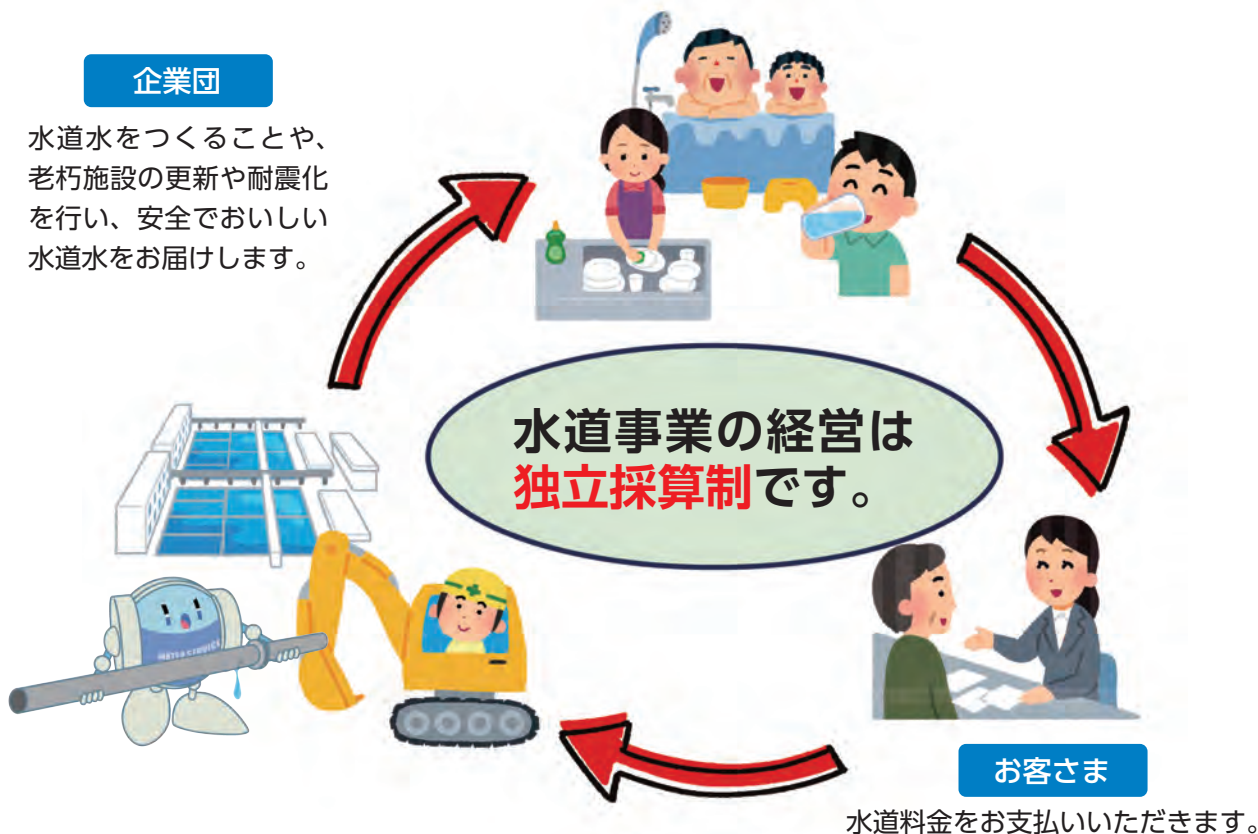 企業団
水道水をつくることや、
老朽施設の更新や耐震化
を行い、安全でおいしい
水道水をお届けします。
水道事業の経営は
独立採算制です。
お客さま
水道料金をお支払いいただきます。